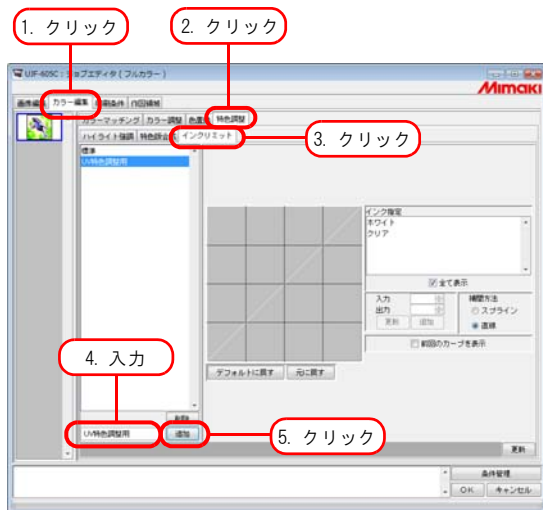 1. クリック
2. クリック
UJF-605C : ジョブエディタ ( フルカラー )
Mimaki
画像編集 カラー編集 印刷条件 作図領域
カラーマッチング カラー調整 色置換 特色調整
ハイライト強調 インクリミット
3. クリック
標準
UV特色調整用
インク指定
ホワイト
クリア
全て表示
入力
出力
更新 追加
補間方法
スプライン
直線
前回のカーブを表示
デフォルトに戻す 元に戻す
4. 入力
削除
UV特色調整用 追加
5. クリック
更新
条件管理
OK キャンセル